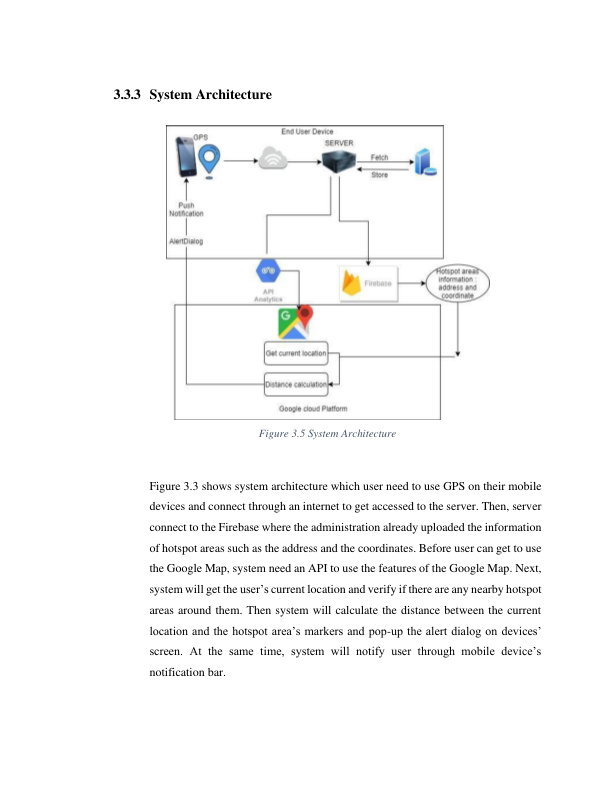 3.3.3 System Architecture
End User Device
GPS
SERVER
Fetch
Store
Push
Notification
AlertDialog
API
Analytics
Firebase
Hotspot areas
information :
address and
coordinate
G
Get current location
Distance calculation
Google cloud Platform
Figure 3.5 System Architecture
Figure 3.3 shows system architecture which user need to use GPS on their mobile
devices and connect through an internet to get accessed to the server. Then, server
connect to the Firebase where the administration already uploaded the information
of hotspot areas such as the address and the coordinates. Before user can get to use
the Google Map, system need an API to use the features of the Google Map. Next,
system will get the user’s current location and verify if there are any nearby hotspot
areas around them. Then system will calculate the distance between the current
location and the hotspot area’s markers and pop-up the alert dialog on devices’
screen. At the same time, system will notify user through mobile device’s
notification bar.